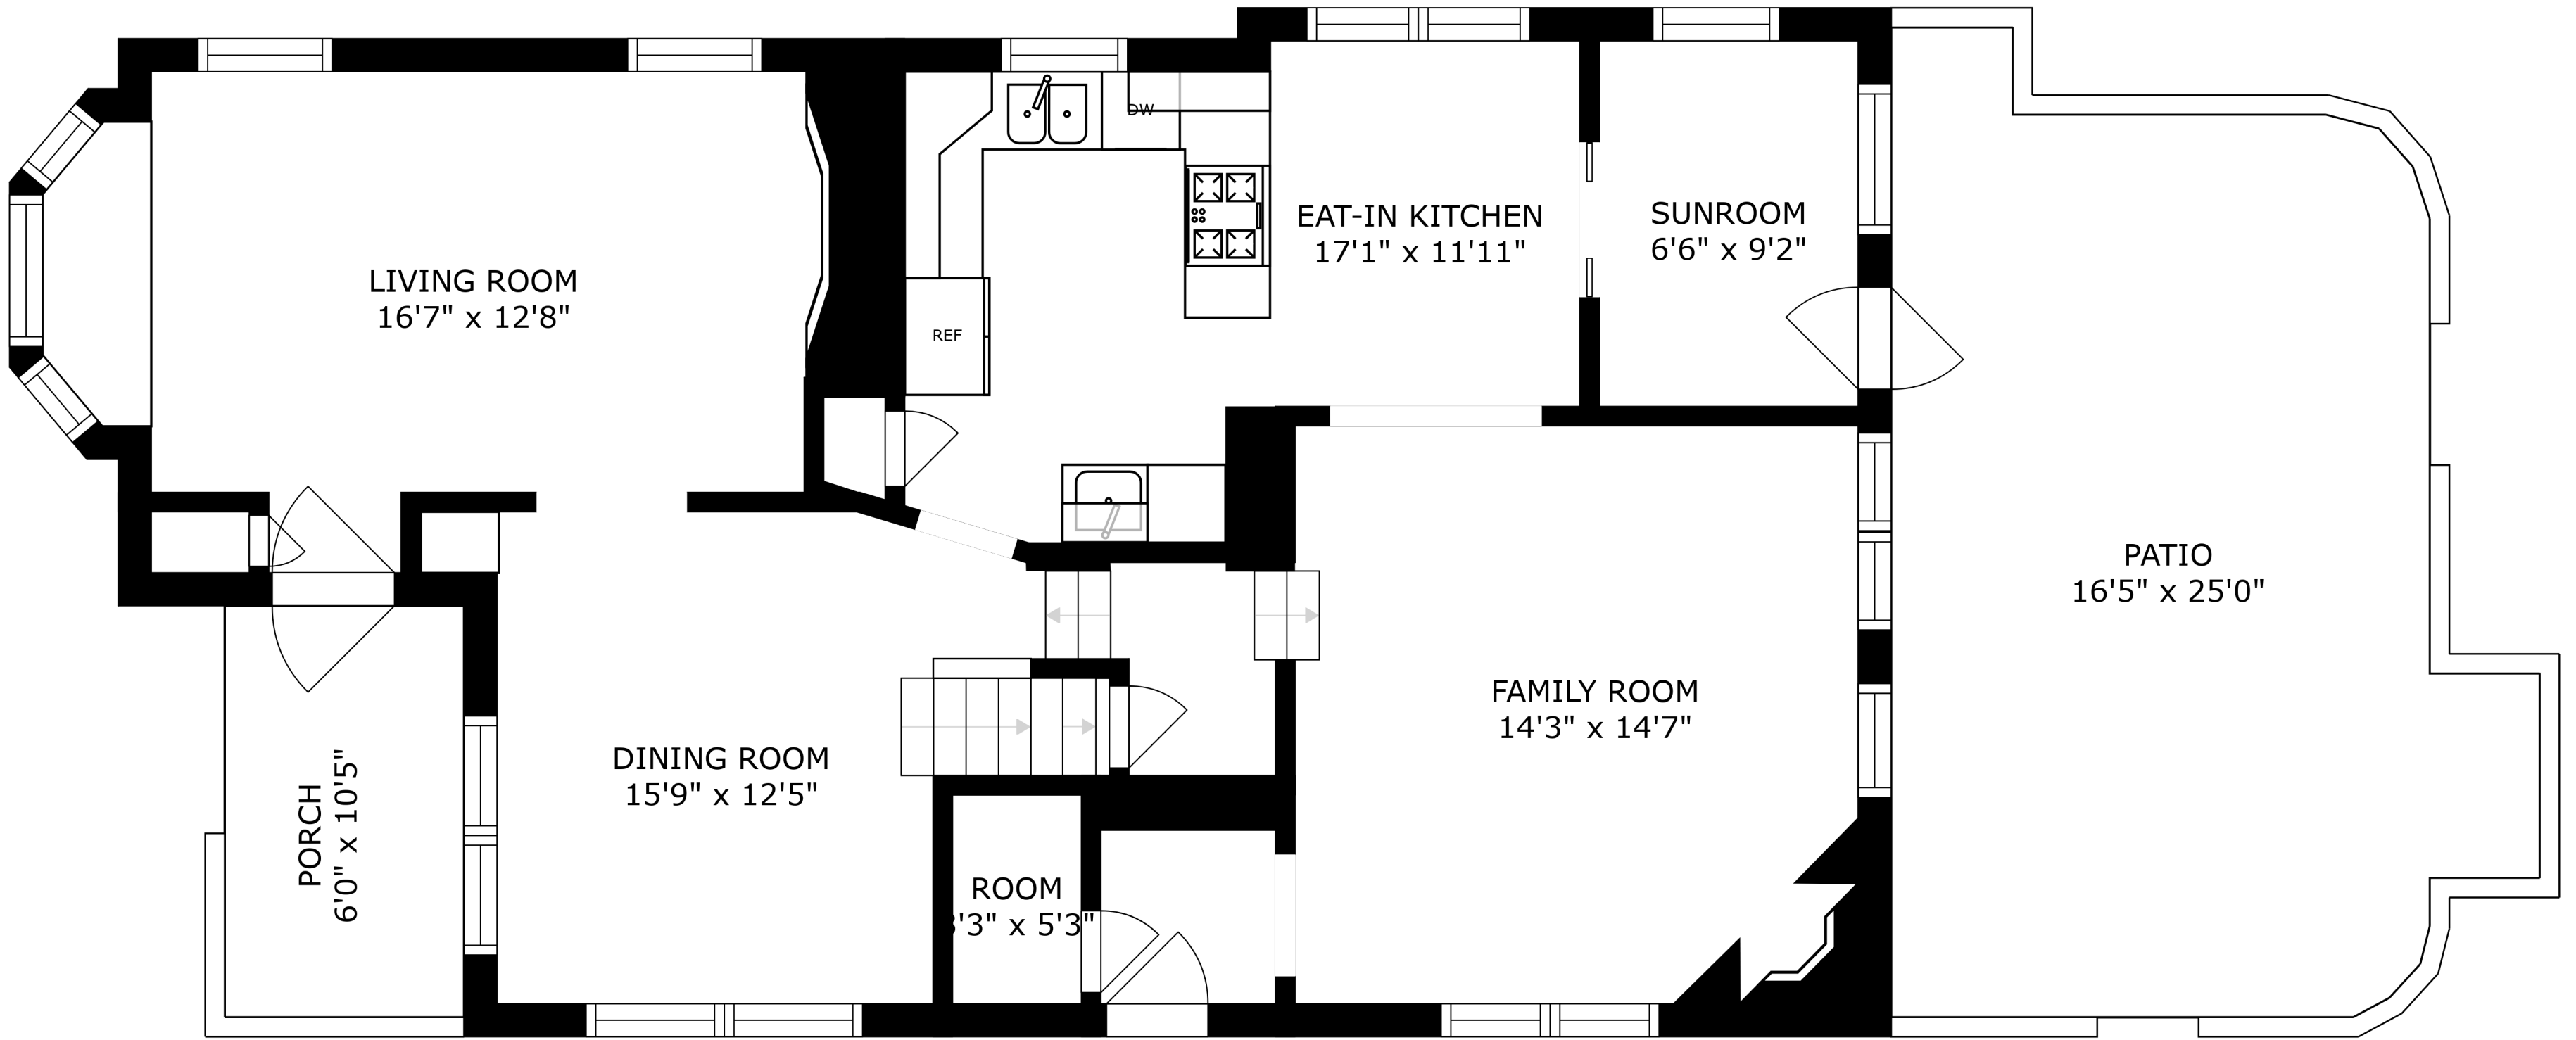 LIVING ROOM
16'7" x 12'8"
DW
REF
EAT-IN KITCHEN
17'1" x 11'11"
SUNROOM
6'6" x 9'2"
PATIO
16'5" x 25'0"
FAMILY ROOM
14'3" x 14'7"
DINING ROOM
15'9" x 12'5"
PORCH
6'0" x 10'5"
ROOM
'3" x 5'3"